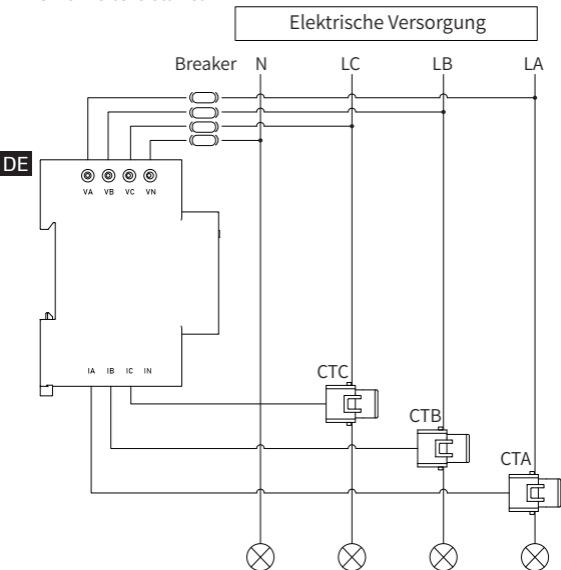 Elektrische Versorgung
Breaker N LC LB LA
DE
VA VB VC VN
IA IB IC IN
CTC
CTB
CTA